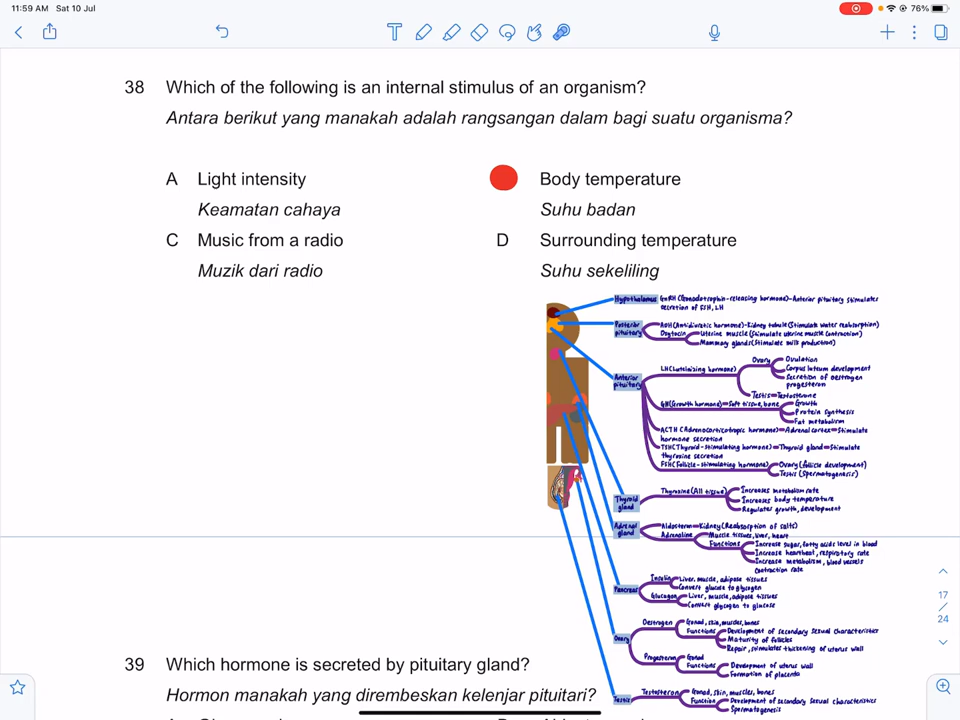 11:59 AM Sat 10 Jul
76%
38 Which of the following is an internal stimulus of an organism?
Antara berikut yang manakah adalah rangsangan dalam bagi suatu organisma?
A Light intensity
Keamatan cahaya
Body temperature
Suhu badan
C Music from a radio
Muzik dari radio
D Surrounding temperature
Suhu sekeliling
Hypothalamus GnRH (Gonadotrophin-releasing hormone)-Anterior pituitary stimulates
secretion of FSH, LH
Posterior pituitary
ADH (Antidiuretic hormone)-Kidney tubule (Stimulate water reabsorption)
Oxytocin
Uterine muscle (Stimulate uterine muscle contraction)
Mammary glands (Stimulate milk production)
Anterior pituitary
LH (Luteinizing hormone)
Ovary
Ovulation
Corpus luteum development
Secretion of oestrogen
progesteron
Testis-Testosterone
GH (Growth hormone)-Soft tissue, bone
Growth
Protein synthesis
Fat metabolism
ACTH (Adrenocorticotropic hormone)-Adrenal cortex-Stimulate
hormone secretion
TSH (Thyroid-stimulating hormone)-Thyroid gland-Stimulate
thyroxine secretion
FSH (Follicle-stimulating hormone)
Ovary (Follicle development)
Testis (Spermatogenesis)
Thyroid gland
Thyroxine (All tissue)
Increases metabolism rate
Increases body temperature
Regulates growth, development
Adrenal gland
Aldosteron-Kidney (Reabsorption of salts)
Adrenaline
Muscle tissues, liver, heart
Functions
Increase sugar, fatty acids level in blood
Increase heartbeat, respiratory rate
Increase metabolism, blood vessels
contraction rate
Pancreas
Insulin
Liver, muscle, adipose tissues
Convert glucose to glycogen
Glucagon
Liver, muscle, adipose tissues
Convert glycogen to glucose
Ovary
Oestrogen
Gonad, skin, muscles, bones
Functions
Development of secondary sexual characteristics
Maturity of follicles
Repair, stimulates thickening of uterus wall
Progesteron
Gonad
Functions
Development of uterus wall
Formation of placenta
Testis
Testosteron
Gonad, skin, muscles, bones
Function
Development of secondary sexual characteristics
Spermatogenesis
17
/
24
39 Which hormone is secreted by pituitary gland?
Hormon manakah yang dirembeskan kelenjar pituitari?